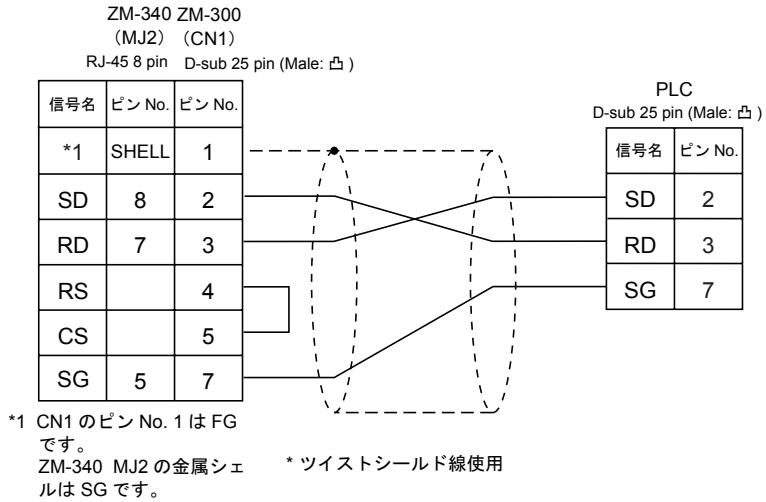 ZM-340 ZM-300
（MJ2）（CN1）
RJ-45 8 pin D-sub 25 pin (Male: 凸 )
信号名 ピン No. ピン No.
*1 SHELL 1
SD 8 2
RD 7 3
RS 4
CS 5
SG 5 7
PLC
D-sub 25 pin (Male: 凸 )
信号名 ピン No.
SD 2
RD 3
SG 7
*1 CN1 のピン No. 1 は FG
です。
ZM-340 MJ2 の金属シェ
ルは SG です。
* ツイストシールド線使用